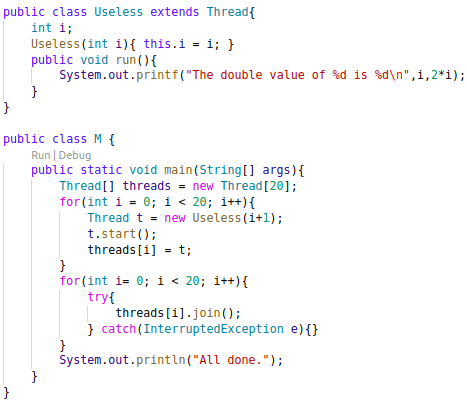 public class Useless extends Thread{
    int i;
    Useless(int i){ this.i = i; }
    public void run(){
        System.out.printf("The double value of %d is %d\n",i,2*i);
    }
}

public class M {
    Run | Debug
    public static void main(String[] args){
        Thread[] threads = new Thread[20];
        for(int i = 0; i < 20; i++){
            Thread t = new Useless(i+1);
            t.start();
            threads[i] = t;
        }
        for(int i= 0; i < 20; i++){
            try{
                threads[i].join();
            } catch(InterruptedException e){}
        }
        System.out.println("All done.");
    }
}